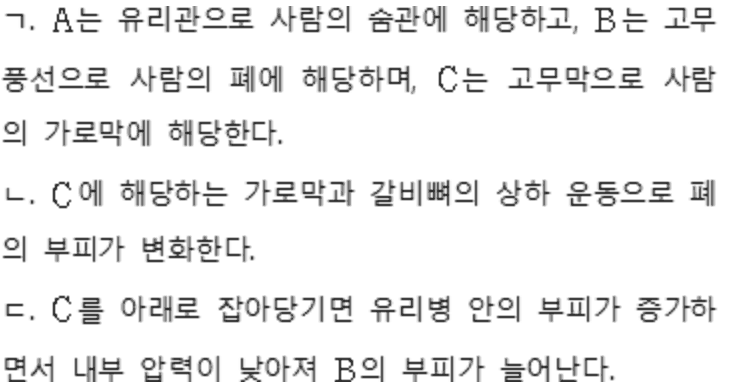 ㄱ. A는 유리관으로 사람의 숨관에 해당하고, B는 고무
풍선으로 사람의 폐에 해당하며, C는 고무막으로 사람
의 가로막에 해당한다.
ㄴ. C에 해당하는 가로막과 갈비뼈의 상하 운동으로 폐
의 부피가 변화한다.
ㄷ. C를 아래로 잡아당기면 유리병 안의 부피가 증가하
면서 내부 압력이 낮아져 B의 부피가 늘어난다.